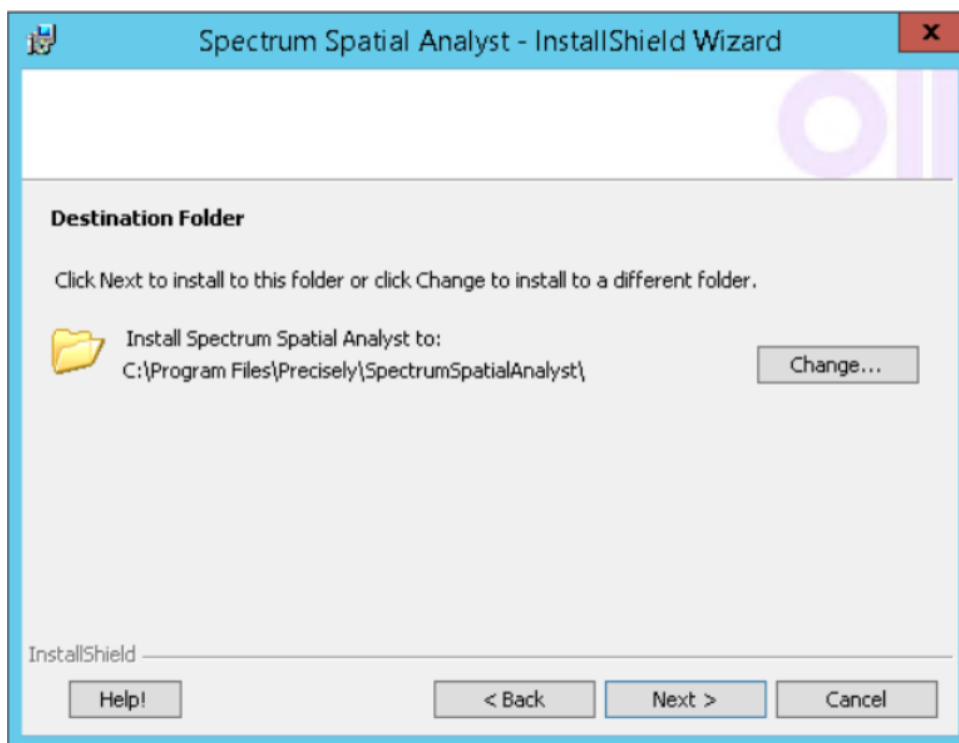 Spectrum Spatial Analyst - InstallShield Wizard
x
Destination Folder
Click Next to install to this folder or click Change to install to a different folder.
Install Spectrum Spatial Analyst to:
C:\Program Files\Precisely\SpectrumSpatialAnalyst\
Change...
InstallShield
Help!
< Back
Next >
Cancel